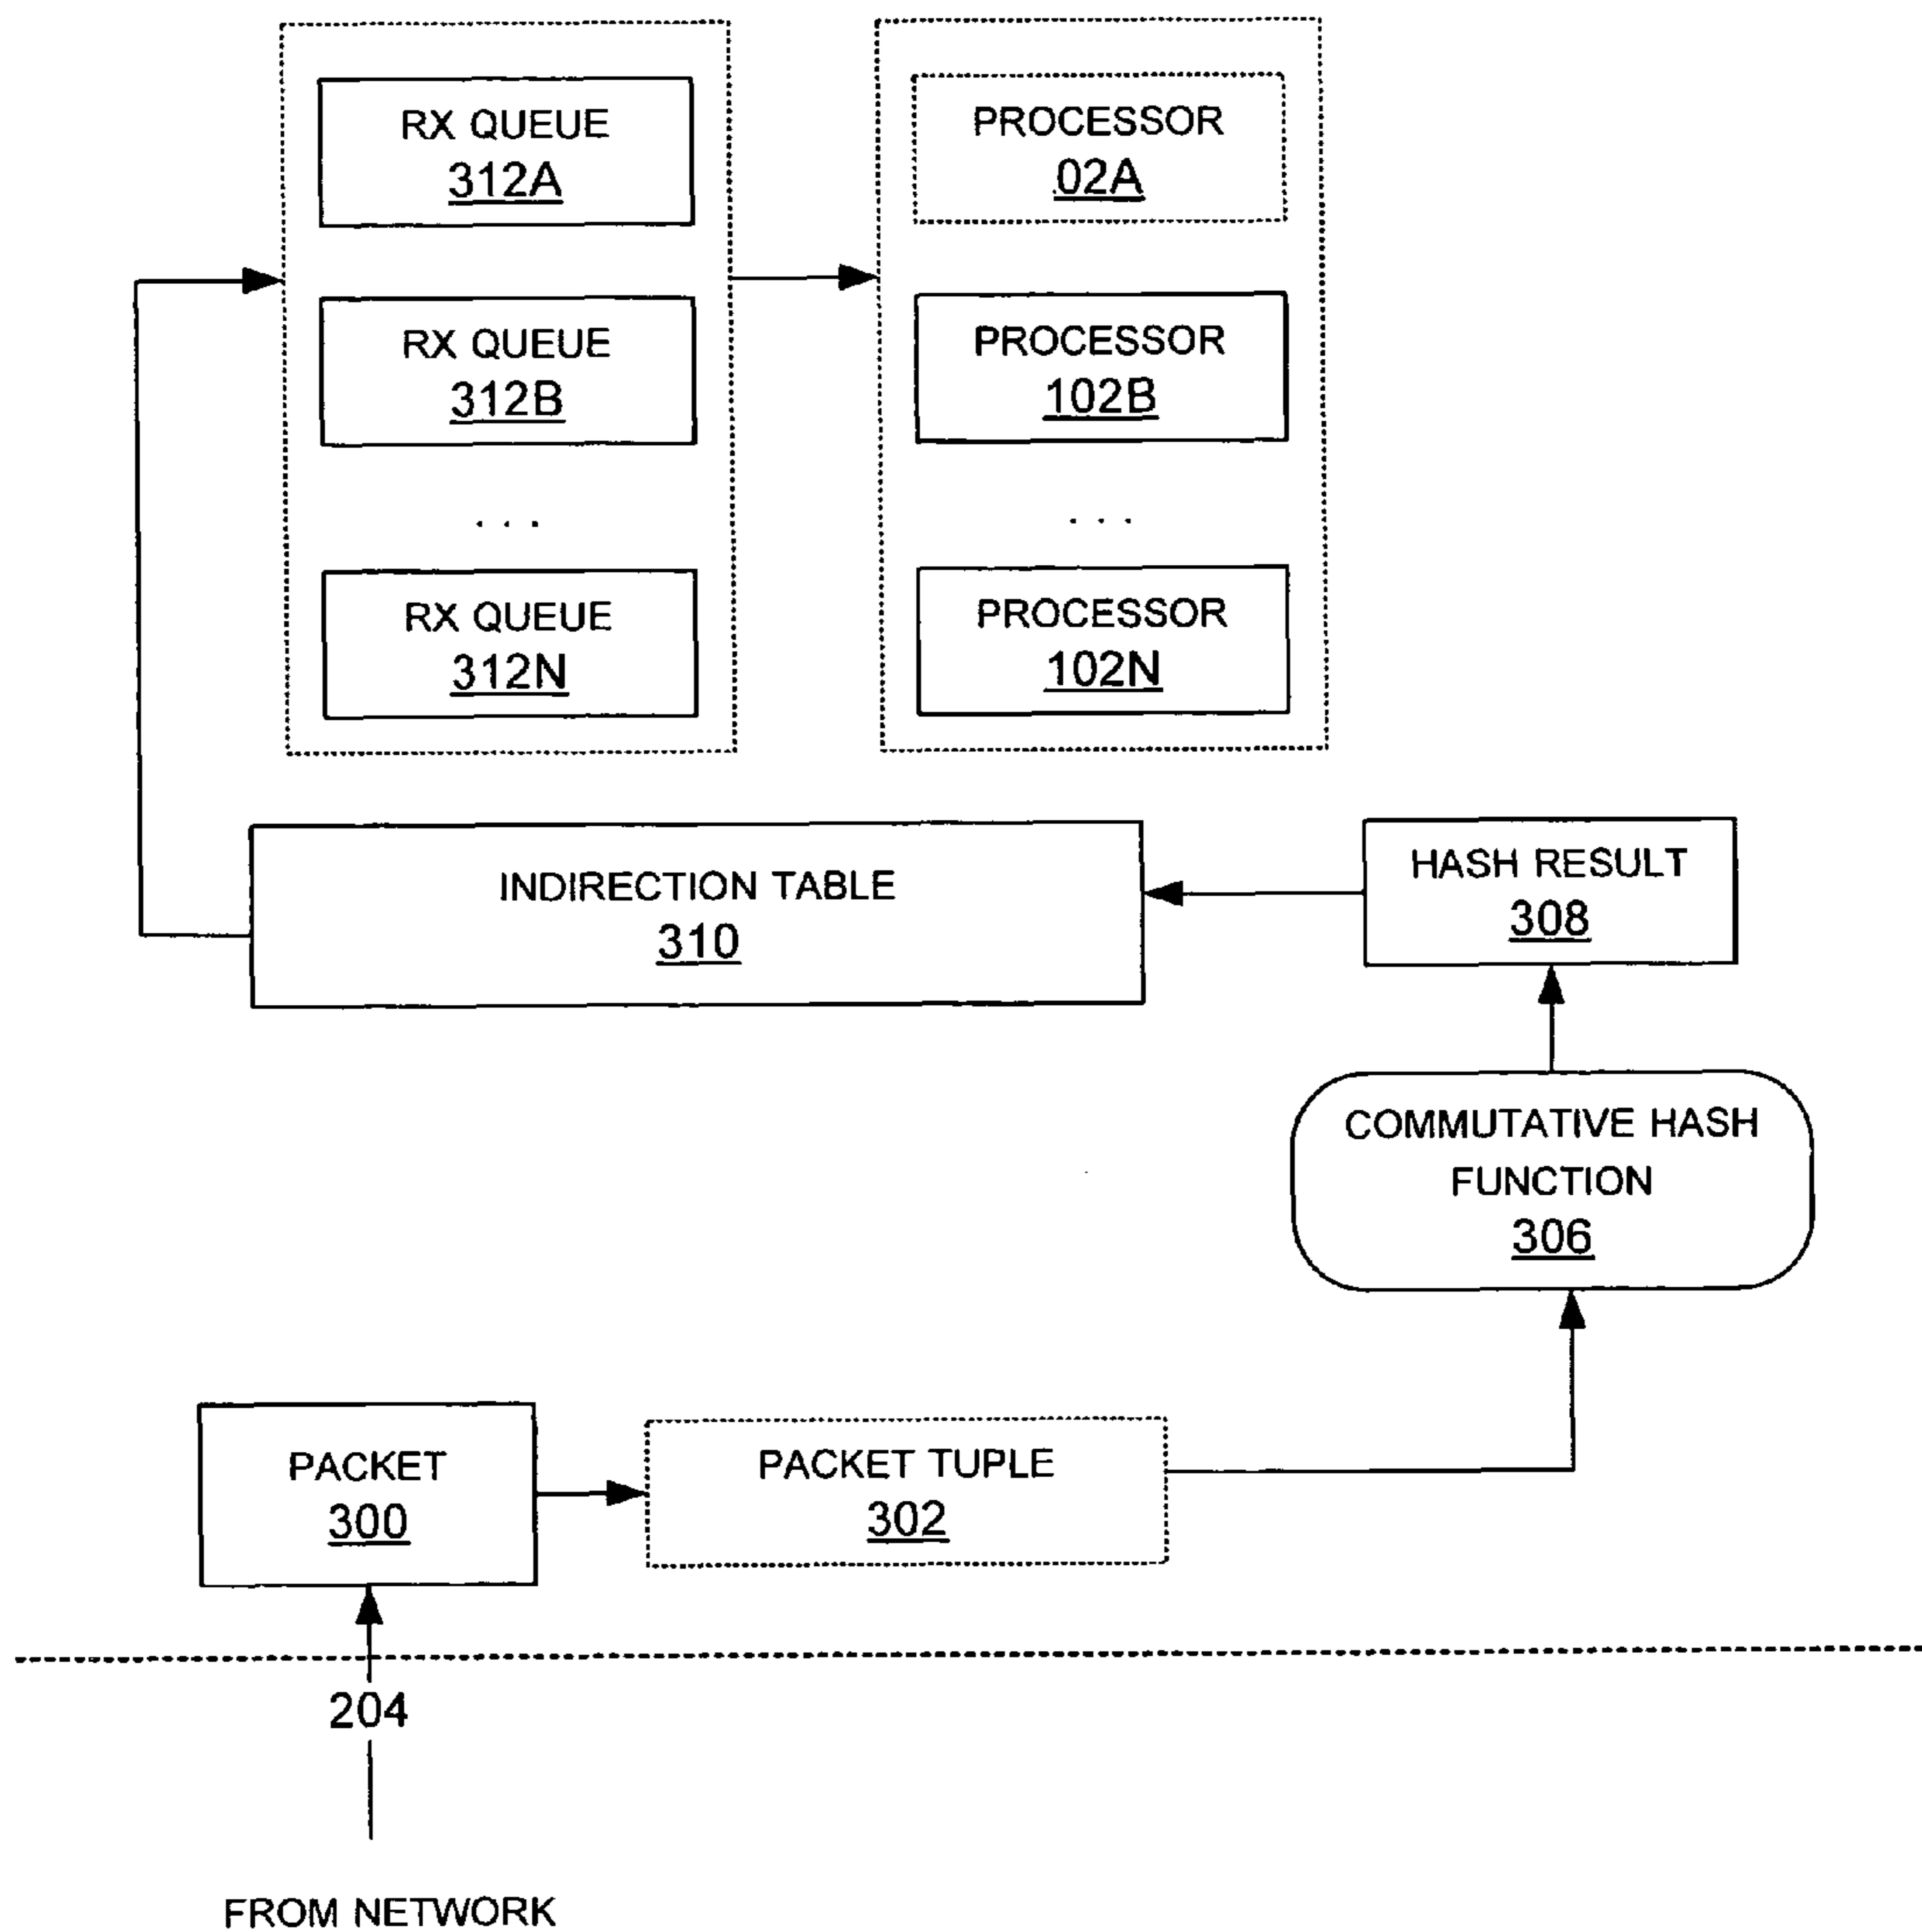 RX QUEUE
312A
RX QUEUE
312B
. . .
RX QUEUE
312N
PROCESSOR
02A
PROCESSOR
102B
. . .
PROCESSOR
102N
INDIRECTION TABLE
310
HASH RESULT
308
COMMUTATIVE HASH
FUNCTION
306
PACKET
300
PACKET TUPLE
302
204
FROM NETWORK